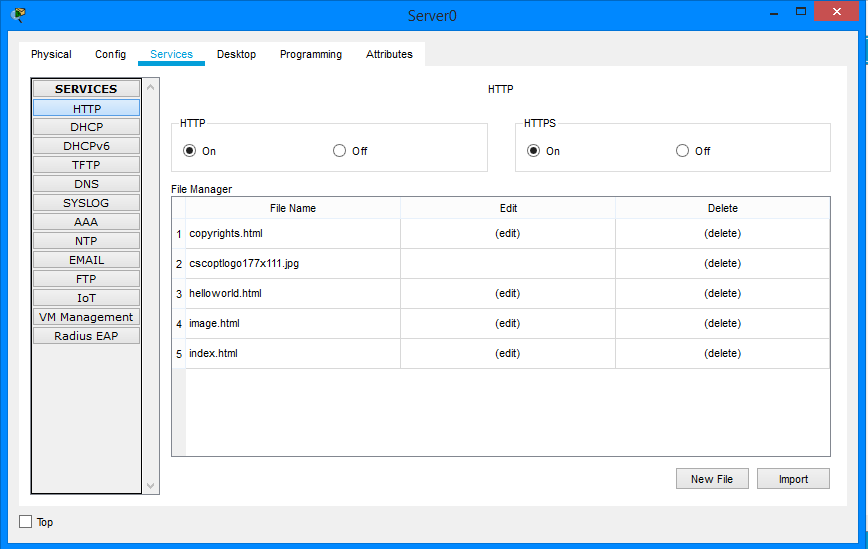 Server0
Physical Config Services Desktop Programming Attributes
SERVICES
HTTP
DHCP
DHCPv6
TFTP
DNS
SYSLOG
AAA
NTP
EMAIL
FTP
IoT
VM Management
Radius EAP
HTTP
HTTP
On Off
HTTPS
On Off
File Manager
File Name Edit Delete
1 copyrights.html (edit) (delete)
2 cscoptlogo177x111.jpg (delete)
3 helloworld.html (edit) (delete)
4 image.html (edit) (delete)
5 index.html (edit) (delete)
New File Import
Top